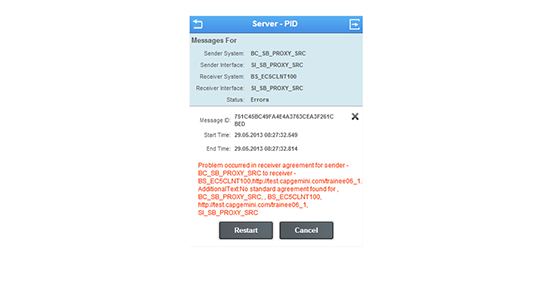 Server - PID
Messages For
Sender System: BC_SB_PROXY_SRC
Sender Interface: SI_SB_PROXY_SRC
Receiver System: BS_EC5CLNT100
Receiver Interface: SI_SB_PROXY_SRC
Status: Errors
Message ID: 751C45BC49FA4E4A3763CEA3F261C
BED
Start Time: 29.05.2013 08:27:32.549
End Time: 29.05.2013 08:27:32.814
Problem occurred in receiver agreement for sender -
BC_SB_PROXY_SRC to receiver -
BS_EC5CLNT100,http://test.capgemini.com/trainee06_1.
AdditionalText:No standard agreement found for ,
BC_SB_PROXY_SRC, , BS_EC5CLNT100,
http://test.capgemini.com/trainee06_1,
SI_SB_PROXY_SRC
Restart Cancel